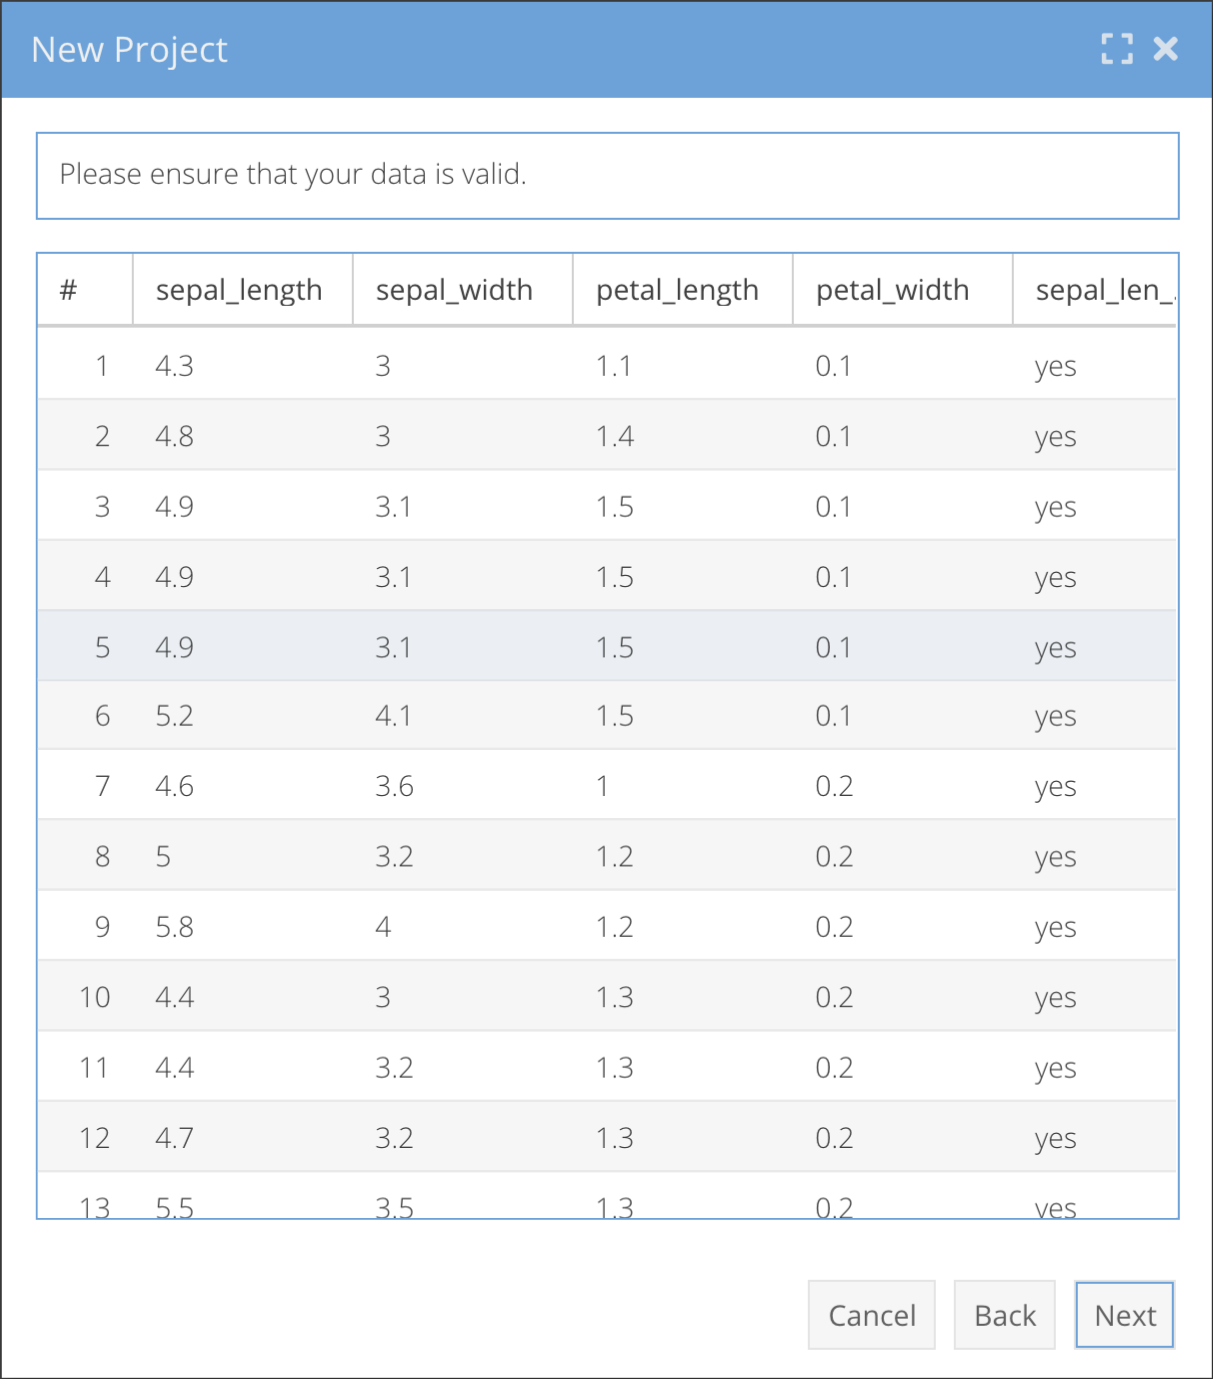 New Project
Please ensure that your data is valid.
# sepal_length sepal_width petal_length petal_width sepal_len_.
1 4.3 3 1.1 0.1 yes
2 4.8 3 1.4 0.1 yes
3 4.9 3.1 1.5 0.1 yes
4 4.9 3.1 1.5 0.1 yes
5 4.9 3.1 1.5 0.1 yes
6 5.2 4.1 1.5 0.1 yes
7 4.6 3.6 1 0.2 yes
8 5 3.2 1.2 0.2 yes
9 5.8 4 1.2 0.2 yes
10 4.4 3 1.3 0.2 yes
11 4.4 3.2 1.3 0.2 yes
12 4.7 3.2 1.3 0.2 yes
13 5.5 3.5 1.3 0.2 yes
Cancel Back Next